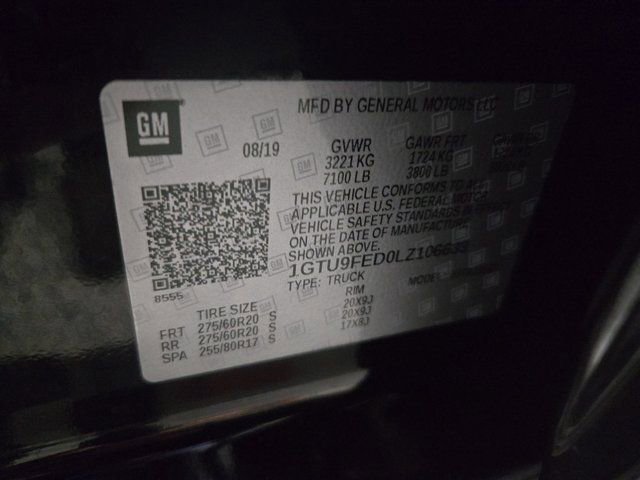 GM
MFD BY GENERAL MOTORS LLC
08/19
GVWR GAWR FRT
3221 KG 1724 KG
7100 LB 3800 LB
THIS VEHICLE CONFORMS TO ALL
APPLICABLE U.S. FEDERAL MOTOR
VEHICLE SAFETY STANDARDS IN EFFECT
ON THE DATE OF MANUFACTURE
SHOWN ABOVE.
TYPE: TRUCK MODEL:
8555
TIRE SIZE RIM
FRT 275/60R20 S 20X9J
RR 275/60R20 S 20X9J
SPA 255/80R17 S 17X8J